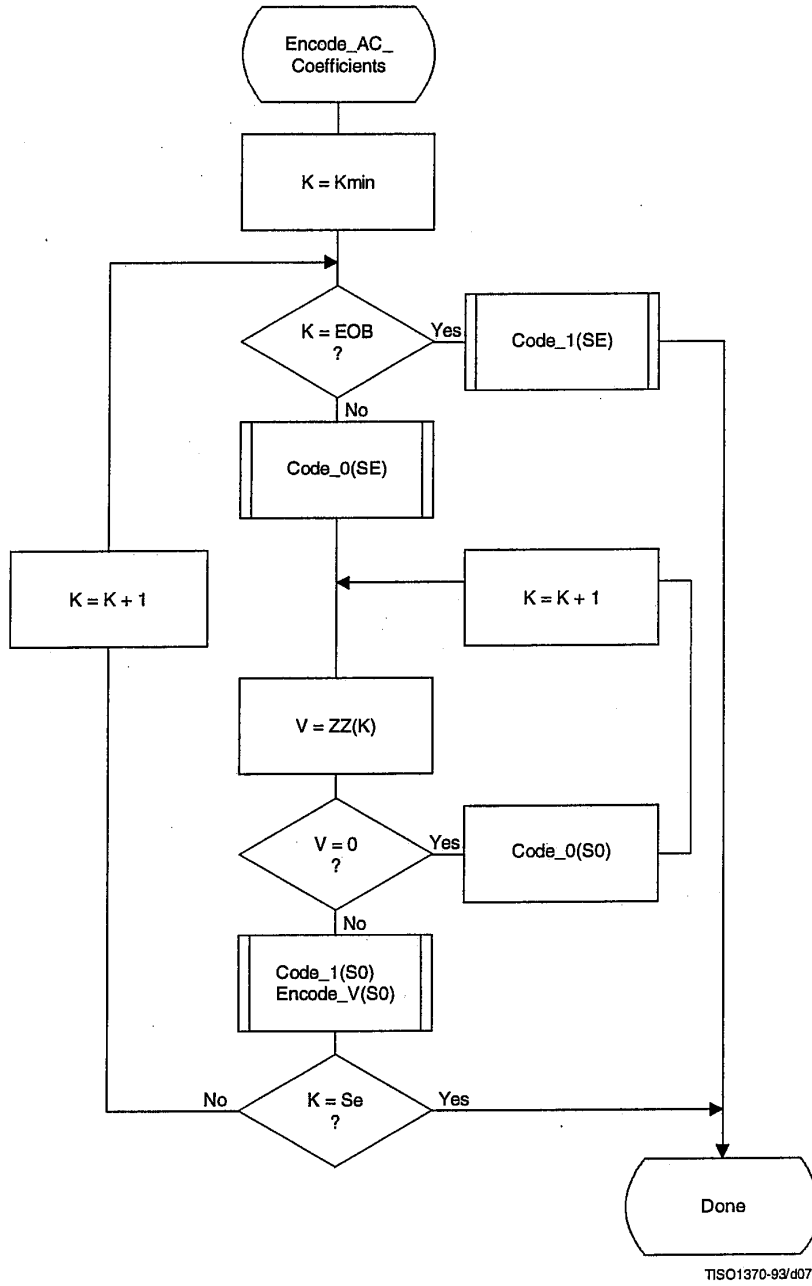 Encode_AC_
Coefficients
K = Kmin
K = EOB
?
Yes
Code_1(SE)
No
Code_0(SE)
K = K + 1
K = K + 1
V = ZZ(K)
V = 0
?
Yes
Code_0(S0)
No
Code_1(S0)
Encode_V(S0)
No
K = Se
?
Yes
Done
TISO1370-93/d07